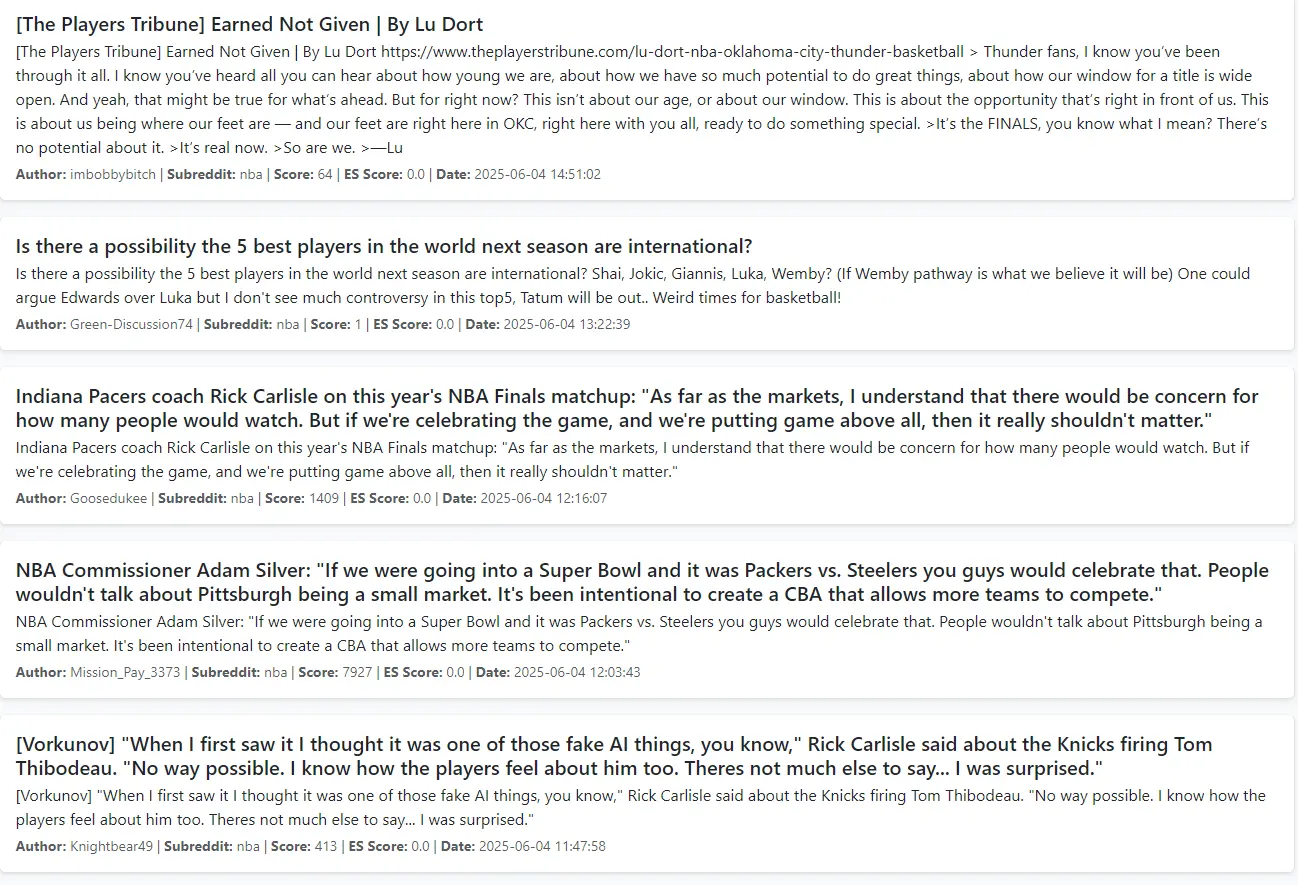 [The Players Tribune] Earned Not Given | By Lu Dort
[The Players Tribune] Earned Not Given | By Lu Dort https://www.theplayerstribune.com/lu-dort-nba-oklahoma-city-thunder-basketball > Thunder fans, I know you’ve been
through it all. I know you’ve heard all you can hear about how young we are, about how we have so much potential to do great things, about how our window for a title is wide
open. And yeah, that might be true for what’s ahead. But for right now? This isn’t about our age, or about our window. This is about the opportunity that’s right in front of us. This
is about us being where our feet are — and our feet are right here in OKC, right here with you all, ready to do something special. >It’s the FINALS, you know what I mean? There’s
no potential about it. >It’s real now. >So are we. >—Lu
Author: imbobbybitch | Subreddit: nba | Score: 64 | ES Score: 0.0 | Date: 2025-06-04 14:51:02
Is there a possibility the 5 best players in the world next season are international?
Is there a possibility the 5 best players in the world next season are international? Shai, Jokic, Giannis, Luka, Wemby? (If Wemby pathway is what we believe it will be) One could
argue Edwards over Luka but I don't see much controversy in this top5, Tatum will be out.. Weird times for basketball!
Author: Green-Discussion74 | Subreddit: nba | Score: 1 | ES Score: 0.0 | Date: 2025-06-04 13:22:39
Indiana Pacers coach Rick Carlisle on this year's NBA Finals matchup: "As far as the markets, I understand that there would be concern for
how many people would watch. But if we're celebrating the game, and we're putting game above all, then it really shouldn't matter."
Indiana Pacers coach Rick Carlisle on this year's NBA Finals matchup: "As far as the markets, I understand that there would be concern for how many people would watch. But if
we're celebrating the game, and we're putting game above all, then it really shouldn't matter."
Author: Goosedukee | Subreddit: nba | Score: 1409 | ES Score: 0.0 | Date: 2025-06-04 12:16:07
NBA Commissioner Adam Silver: "If we were going into a Super Bowl and it was Packers vs. Steelers you guys would celebrate that. People
wouldn't talk about Pittsburgh being a small market. It's been intentional to create a CBA that allows more teams to compete."
NBA Commissioner Adam Silver: "If we were going into a Super Bowl and it was Packers vs. Steelers you guys would celebrate that. People wouldn't talk about Pittsburgh being a
small market. It's been intentional to create a CBA that allows more teams to compete."
Author: Mission_Pay_3373 | Subreddit: nba | Score: 7927 | ES Score: 0.0 | Date: 2025-06-04 12:03:43
[Vorkunov] "When I first saw it I thought it was one of those fake AI things, you know," Rick Carlisle said about the Knicks firing Tom
Thibodeau. "No way possible. I know how the players feel about him too. Theres not much else to say... I was surprised."
[Vorkunov] "When I first saw it I thought it was one of those fake AI things, you know," Rick Carlisle said about the Knicks firing Tom Thibodeau. "No way possible. I know how the
players feel about him too. Theres not much else to say... I was surprised."
Author: Knightbear49 | Subreddit: nba | Score: 413 | ES Score: 0.0 | Date: 2025-06-04 11:47:58